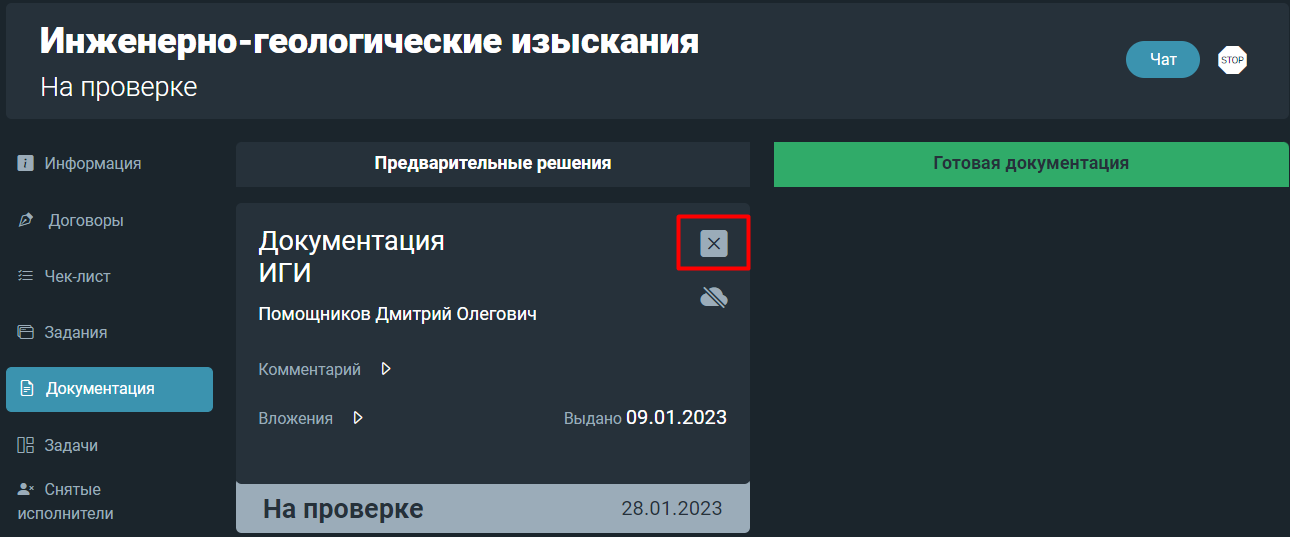 Инженерно-геологические изыскания
На проверке
Чат
STOP
Информация
Договоры
Чек-лист
Задания
Документация
Задачи
Снятые
исполнители
Предварительные решения
Документация
ИГИ
Помощников Дмитрий Олегович
Комментарий
Вложения
Выдано 09.01.2023
На проверке 28.01.2023
Готовая документация